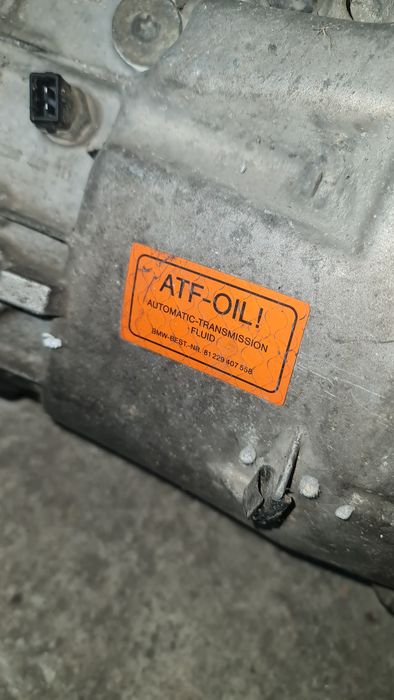 ATF-OIL!
AUTOMATIC-TRANSMISSION
FLUID
BMW-BEST.-NR. 81 229 407 558